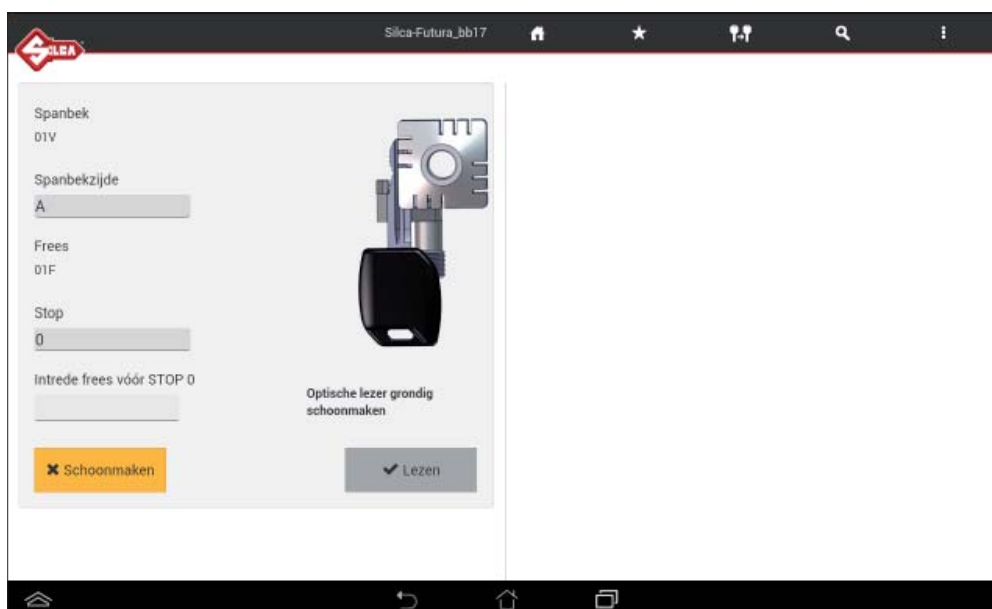 SILCA
Silca-Futura_bb17
Spanbek
01V
Spanbekzijde
A
Frees
01F
Stop
0
Intrede frees vóór STOP 0
Optische lezer grondig
schoonmaken
Schoonmaken
Lezen